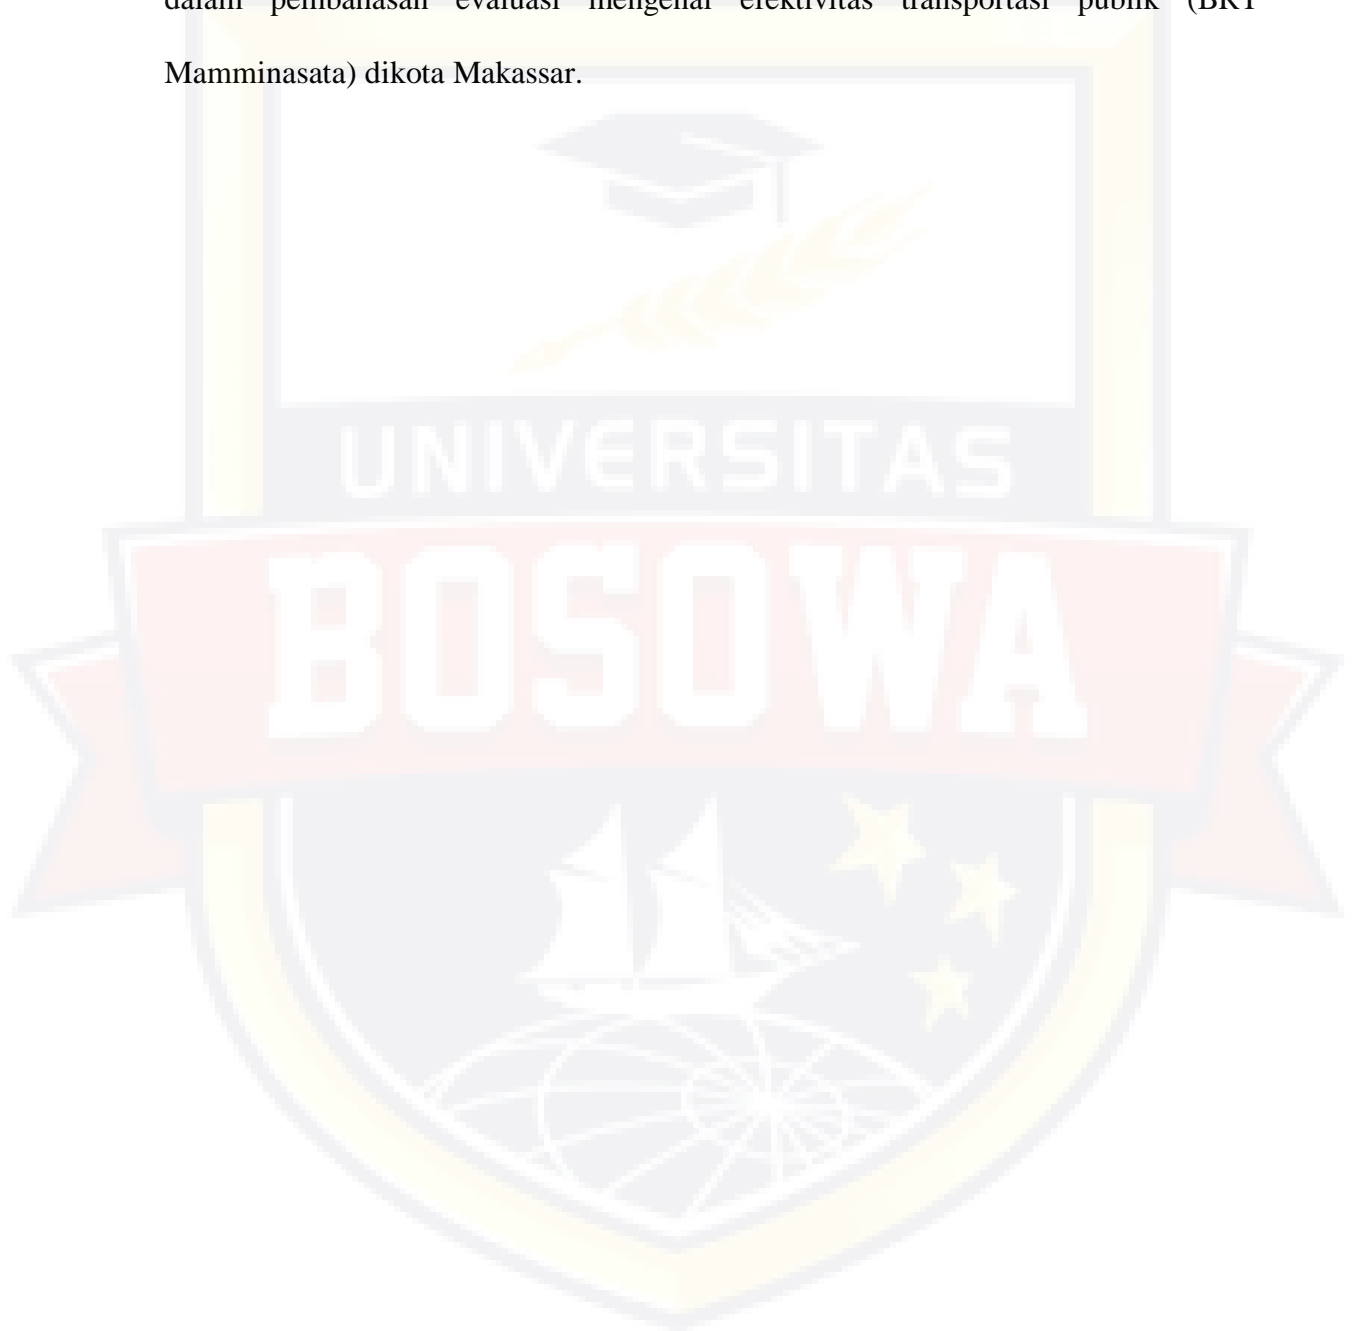 dalam pembahasan evaluasi mengenai efektivitas transportasi publik (BRT
Mamminasata) dikota Makassar.
UNIVERSITAS
BOSOWA